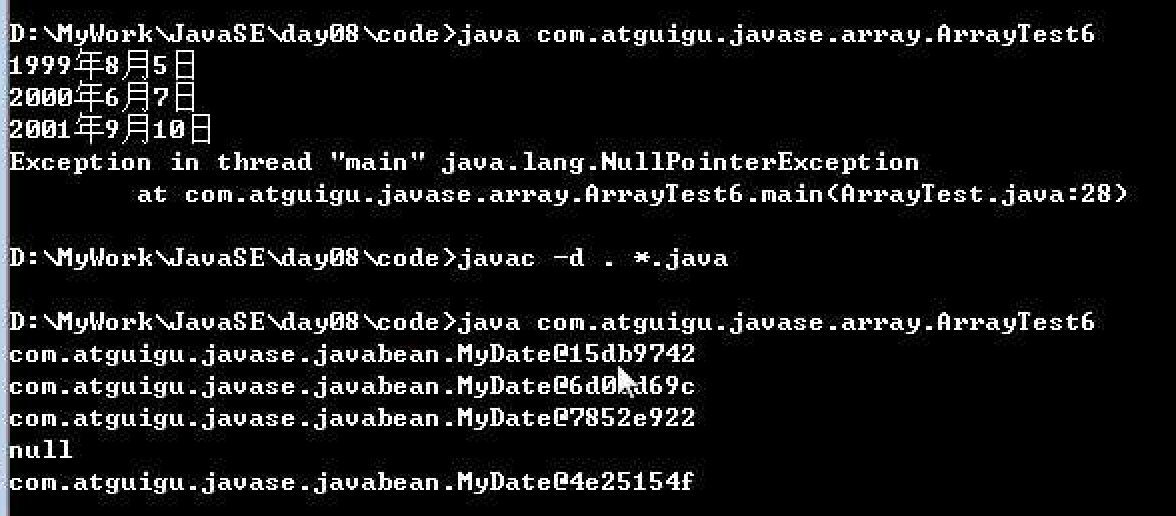 D:\MyWork\JavaSE\day08\code>java com.atguigu.javase.array.ArrayTest6
1999年8月5日
2000年6月7日
2001年9月10日
Exception in thread "main" java.lang.NullPointerException
at com.atguigu.javase.array.ArrayTest6.main(ArrayTest.java:28)
D:\MyWork\JavaSE\day08\code>javac -d . *.java
D:\MyWork\JavaSE\day08\code>java com.atguigu.javase.array.ArrayTest6
com.atguigu.javase.javabean.MyDate@15db9742
com.atguigu.javase.javabean.MyDate@6d06d69c
com.atguigu.javase.javabean.MyDate@7852e922
null
com.atguigu.javase.javabean.MyDate@4e25154f